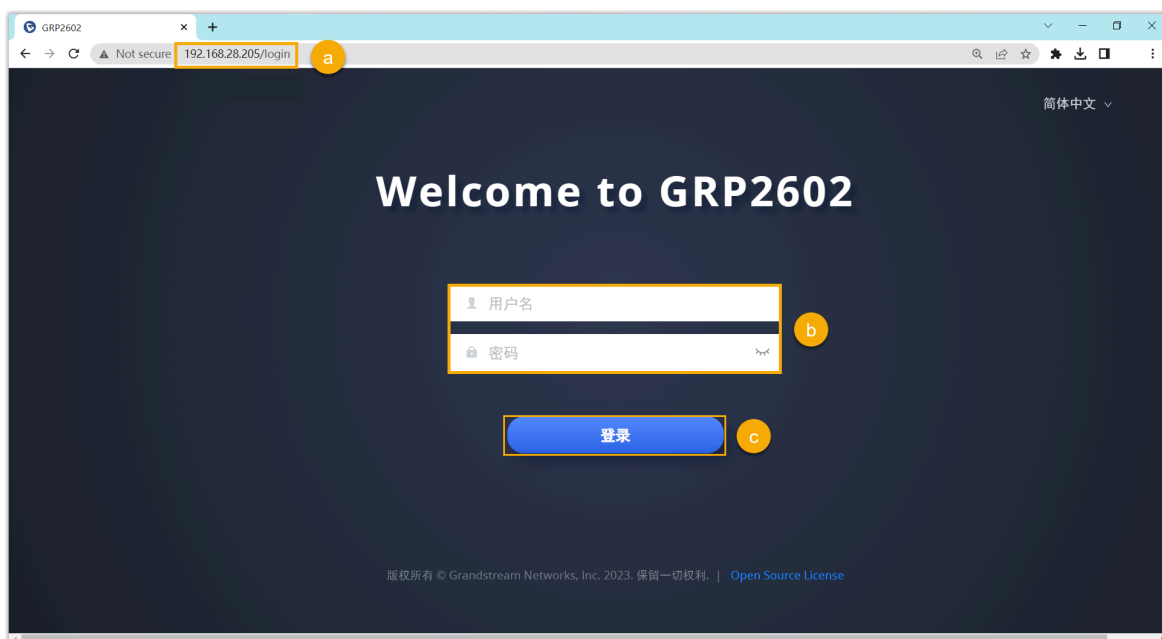 GRP2602
Not secure 192.168.28.205/login
a
简体中文
Welcome to GRP2602
用户名
b
密码
登录
c
版权所有 © Grandstream Networks, Inc. 2023. 保留一切权利. | Open Source License